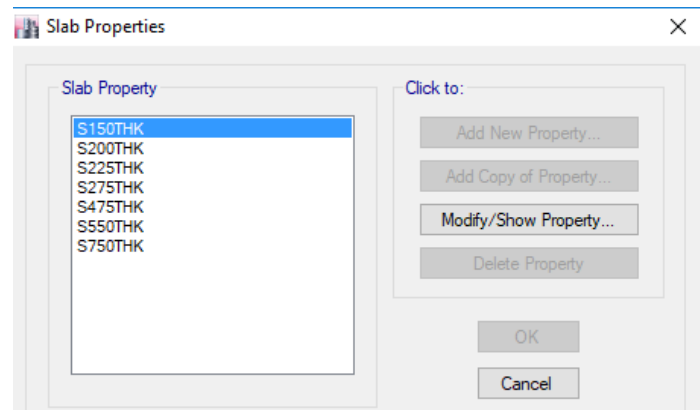 Slab Properties
Slab Property
S150THK
S200THK
S225THK
S275THK
S475THK
S550THK
S750THK
Click to:
Add New Property...
Add Copy of Property...
Modify/Show Property...
Delete Property
OK
Cancel